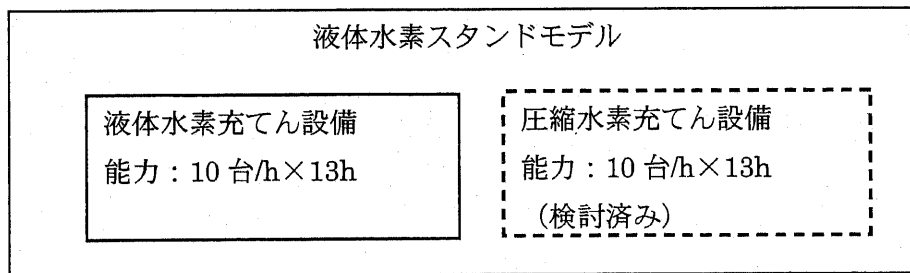 液体水素スタンドモデル
液体水素充てん設備
能力：10 台/h×13h
圧縮水素充てん設備
能力：10 台/h×13h
（検討済み）